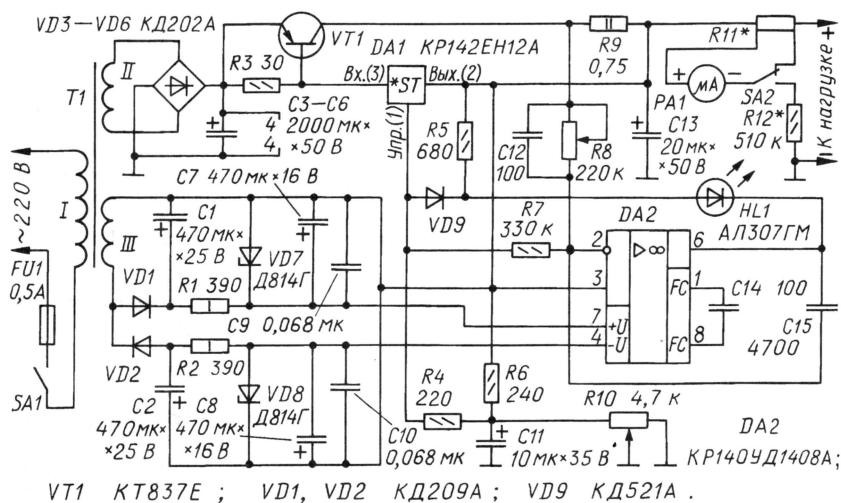 VD3–VD6 КД202А
VT1
DA1 КР142ЕН12А
R9
0,75
R11*
+
II
T1
R3 30
Вх.(3)
*ST
Вых.(2)
+
мА
–
PA1
SA2
К нагрузке
+
C3–C6
4
2000 мк×
4
×50 В
Упр.(1)
R5
680
C12
100
R8
220 к
+
C13
20 мк×
×50 В
R12*
510 к
~220 В
I
C7 470 мк×16 В
III
C1
470 мк×
×25 В
+
VD7
Д814Г
+
VD9
R7
330 к
DA2
HL1
АЛ307ГМ
FU1
0,5А
VD1
R1 390
C9 0,068 мк
2
3
7
4
▷∞
+U
–U
FC
FC
6
1
8
C14 100
C15
4700
VD2
R2 390
SA1
C2
470 мк×
×25 В
+
C8
470 мк×
×16 В
VD8
Д814Г
+
C10
0,068 мк
R4
220
R6
240
R10 4,7 к
+
C11
10 мк×35 В
DA2
КР140УД1408А;
VT1 КТ837Е ; VD1, VD2 КД209А ; VD9 КД521А .